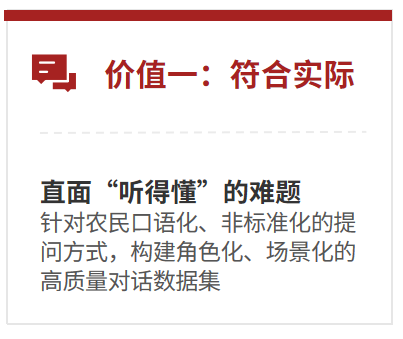 价值一：符合实际
直面“听得懂”的难题
针对农民口语化、非标准化的提
问方式，构建角色化、场景化的
高质量对话数据集